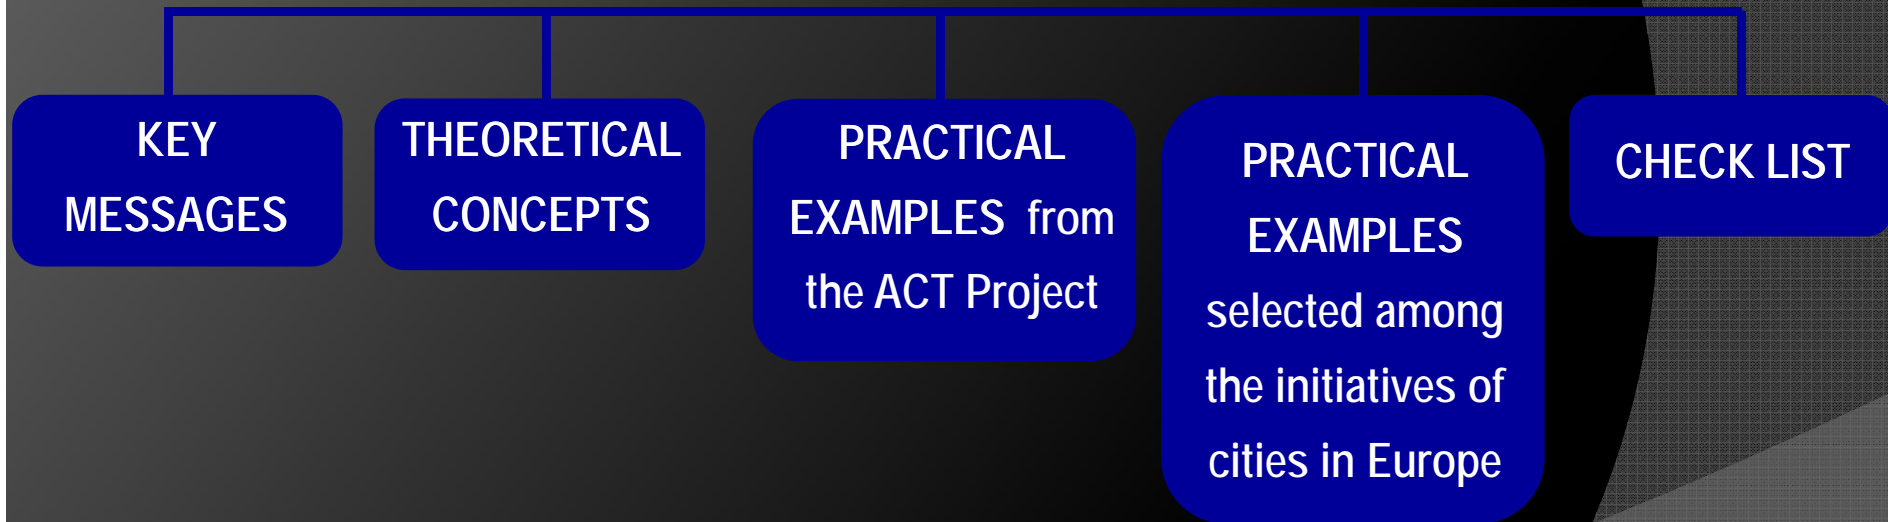 KEY
MESSAGES
THEORETICAL
CONCEPTS
PRACTICAL
EXAMPLES from
the ACT Project
PRACTICAL
EXAMPLES
selected among
the initiatives of
cities in Europe
CHECK LIST